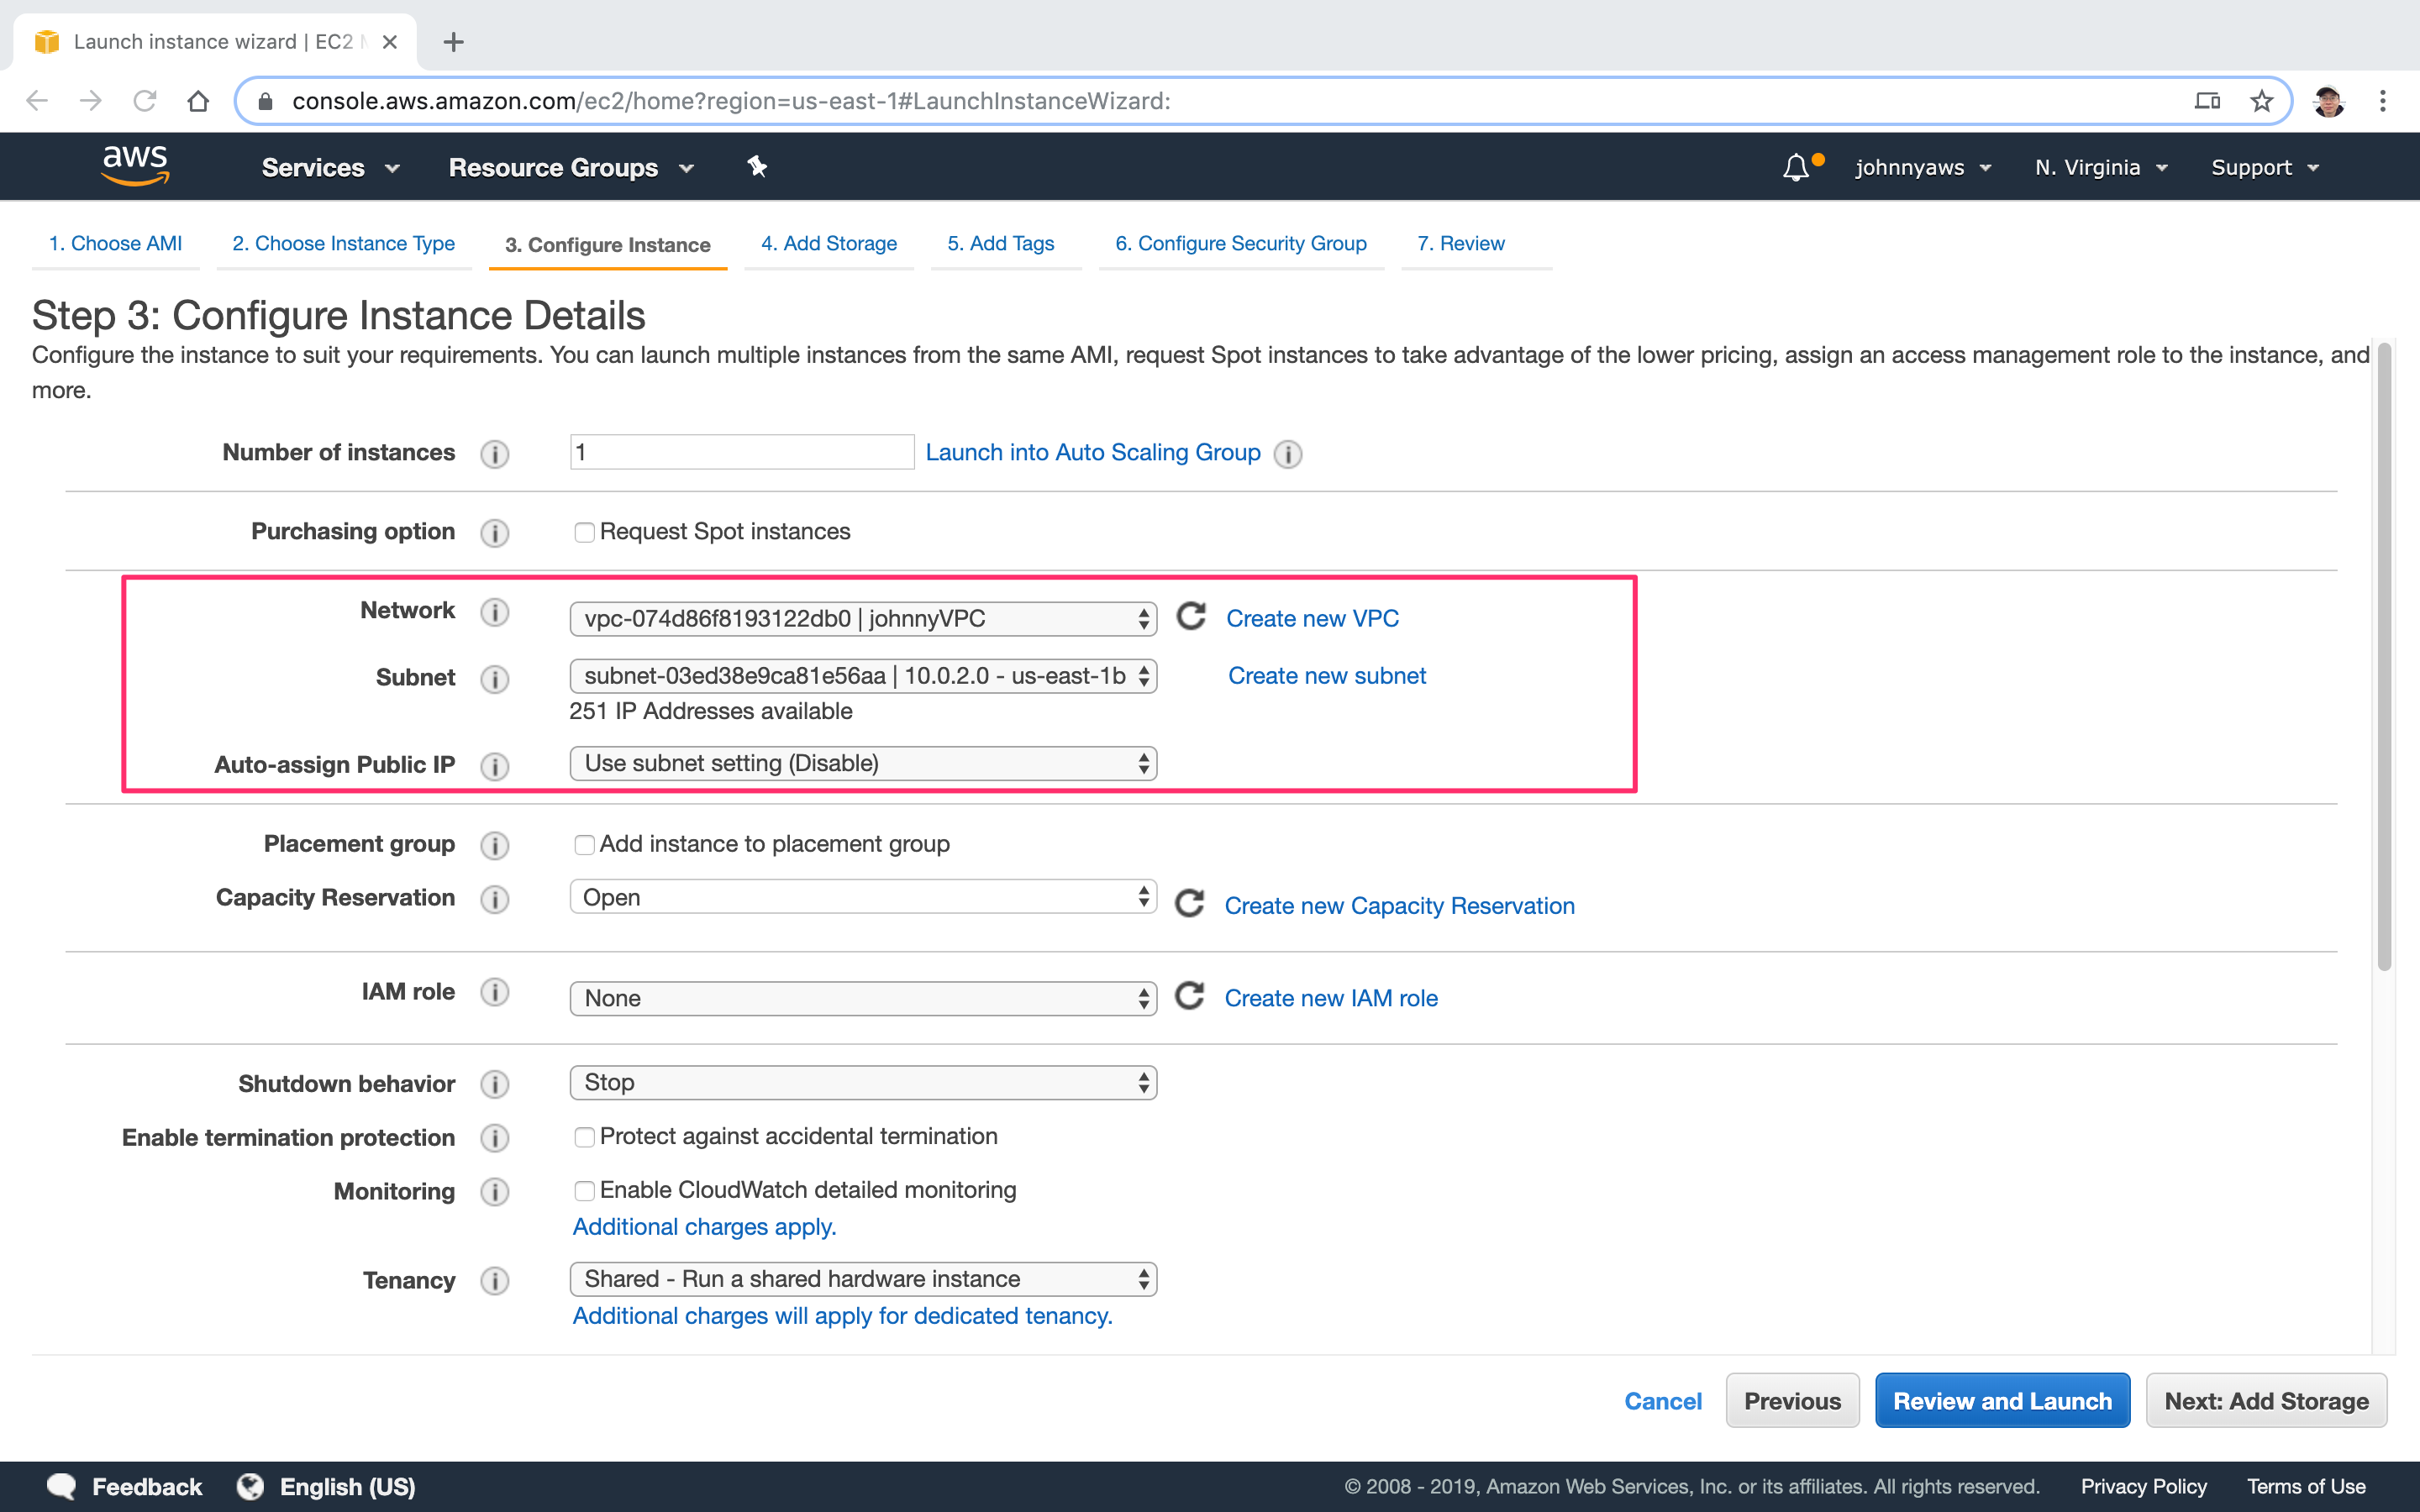 Launch instance wizard | EC2
console.aws.amazon.com/ec2/home?region=us-east-1#LaunchInstanceWizard:
aws Services Resource Groups johnnyaws N. Virginia Support
1. Choose AMI 2. Choose Instance Type 3. Configure Instance 4. Add Storage 5. Add Tags 6. Configure Security Group 7. Review
Step 3: Configure Instance Details
Configure the instance to suit your requirements. You can launch multiple instances from the same AMI, request Spot instances to take advantage of the lower pricing, assign an access management role to the instance, and
more.
Number of instances 1 Launch into Auto Scaling Group
Purchasing option Request Spot instances
Network vpc-074d86f8193122db0 | johnnyVPC Create new VPC
Subnet subnet-03ed38e9ca81e56aa | 10.0.2.0 - us-east-1b Create new subnet
251 IP Addresses available
Auto-assign Public IP Use subnet setting (Disable)
Placement group Add instance to placement group
Capacity Reservation Open Create new Capacity Reservation
IAM role None Create new IAM role
Shutdown behavior Stop
Enable termination protection Protect against accidental termination
Monitoring Enable CloudWatch detailed monitoring
Additional charges apply.
Tenancy Shared - Run a shared hardware instance
Additional charges will apply for dedicated tenancy.
Cancel Previous Review and Launch Next: Add Storage
Feedback English (US) © 2008 - 2019, Amazon Web Services, Inc. or its affiliates. All rights reserved. Privacy Policy Terms of Use